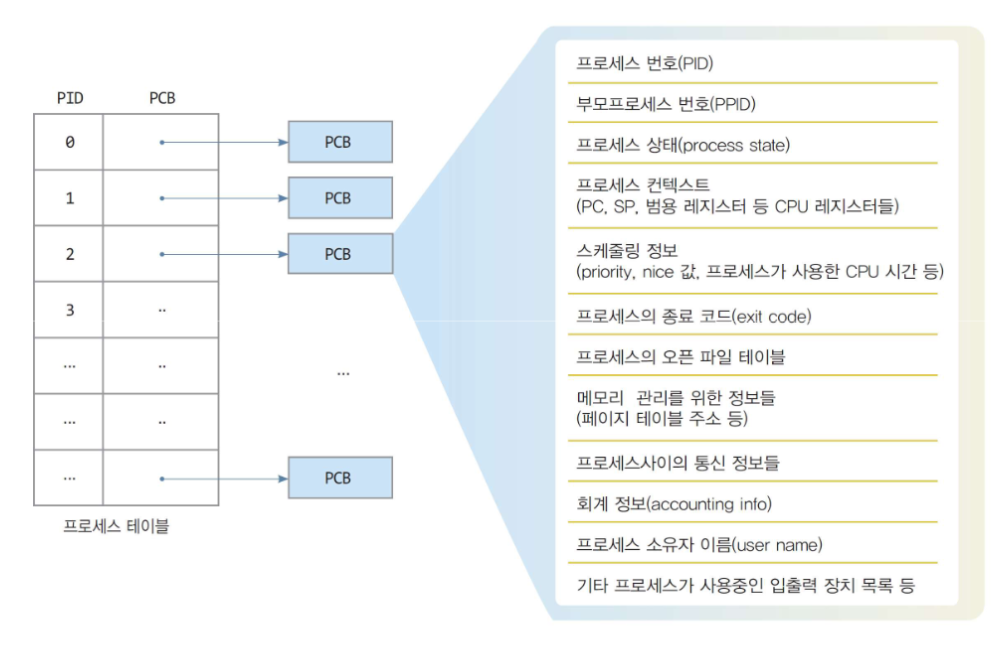 PID PCB
0 PCB
1 PCB
2 PCB
3 ..
... ..
... ..
...
... PCB
프로세스 테이블
프로세스 번호(PID)
부모프로세스 번호(PPID)
프로세스 상태(process state)
프로세스 컨텍스트
(PC, SP, 범용 레지스터 등 CPU 레지스터들)
스케줄링 정보
(priority, nice 값, 프로세스가 사용한 CPU 시간 등)
프로세스의 종료 코드(exit code)
프로세스의 오픈 파일 테이블
메모리 관리를 위한 정보들
(페이지 테이블 주소 등)
프로세스사이의 통신 정보들
회계 정보(accounting info)
프로세스 소유자 이름(user name)
기타 프로세스가 사용중인 입출력 장치 목록 등